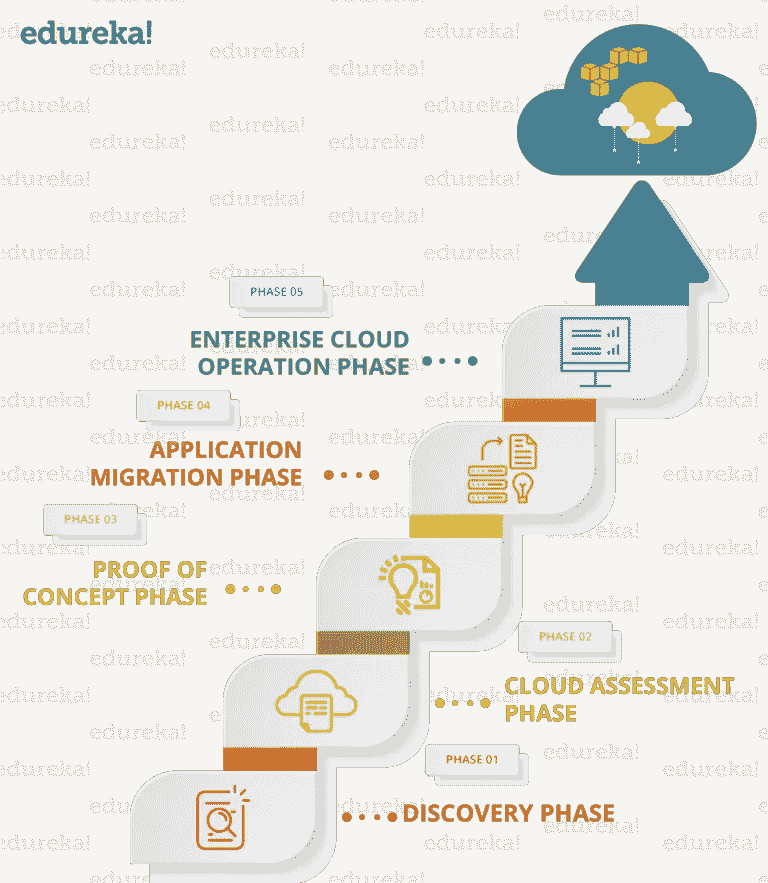 edureka!
PHASE 05
ENTERPRISE CLOUD
OPERATION PHASE
PHASE 04
APPLICATION
MIGRATION PHASE
PHASE 03
PROOF OF
CONCEPT PHASE
PHASE 02
CLOUD ASSESSMENT
PHASE
PHASE 01
DISCOVERY PHASE